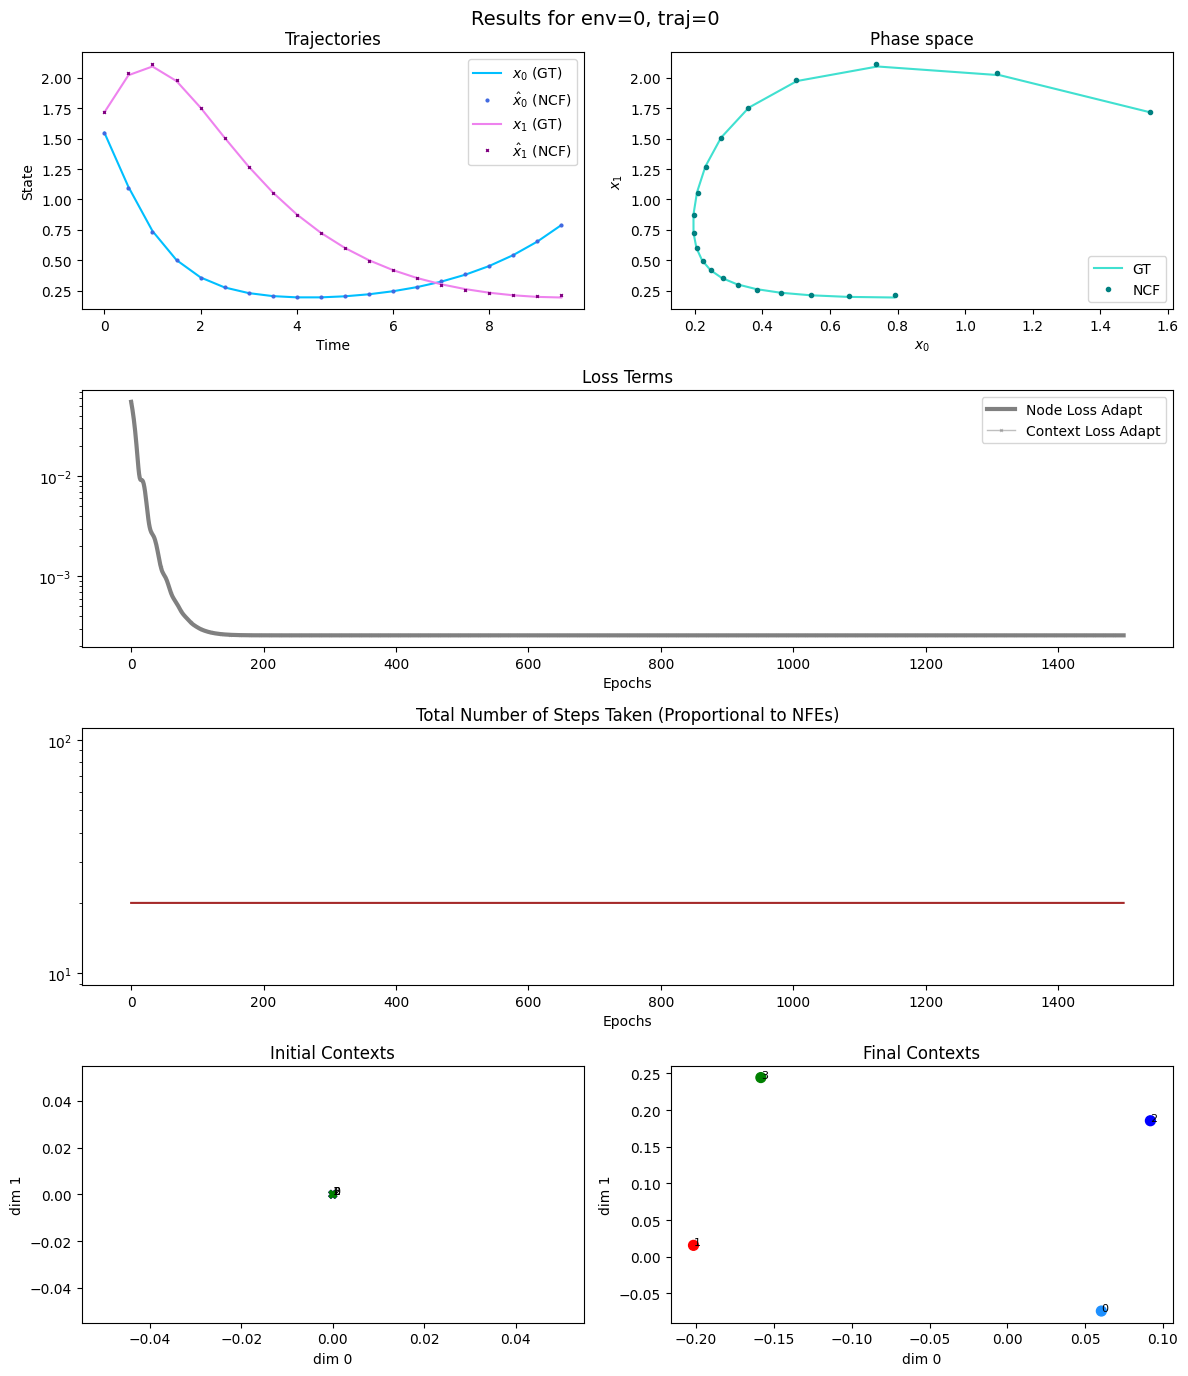 Results for env=0, traj=0
Trajectories
2.00
1.75
1.50
1.25
1.00
0.75
0.50
0.25
State
0 2 4 6 8
Time
x₀ (GT)
x̂₀ (NCF)
x₁ (GT)
x̂₁ (NCF)
Phase space
2.00
1.75
1.50
1.25
1.00
0.75
0.50
0.25
x₁
0.2 0.4 0.6 0.8 1.0 1.2 1.4 1.6
x₀
GT
NCF
Loss Terms
10⁻²
10⁻³
Node Loss Adapt
Context Loss Adapt
0 200 400 600 800 1000 1200 1400
Epochs
Total Number of Steps Taken (Proportional to NFEs)
10²
10¹
0 200 400 600 800 1000 1200 1400
Epochs
Initial Contexts
0.04
0.02
0.00
−0.02
−0.04
dim 1
−0.04 −0.02 0.00 0.02 0.04
dim 0
Final Contexts
0.25
0.20
0.15
0.10
0.05
0.00
−0.05
dim 1
3
2
1
0
−0.20 −0.15 −0.10 −0.05 0.00 0.05 0.10
dim 0